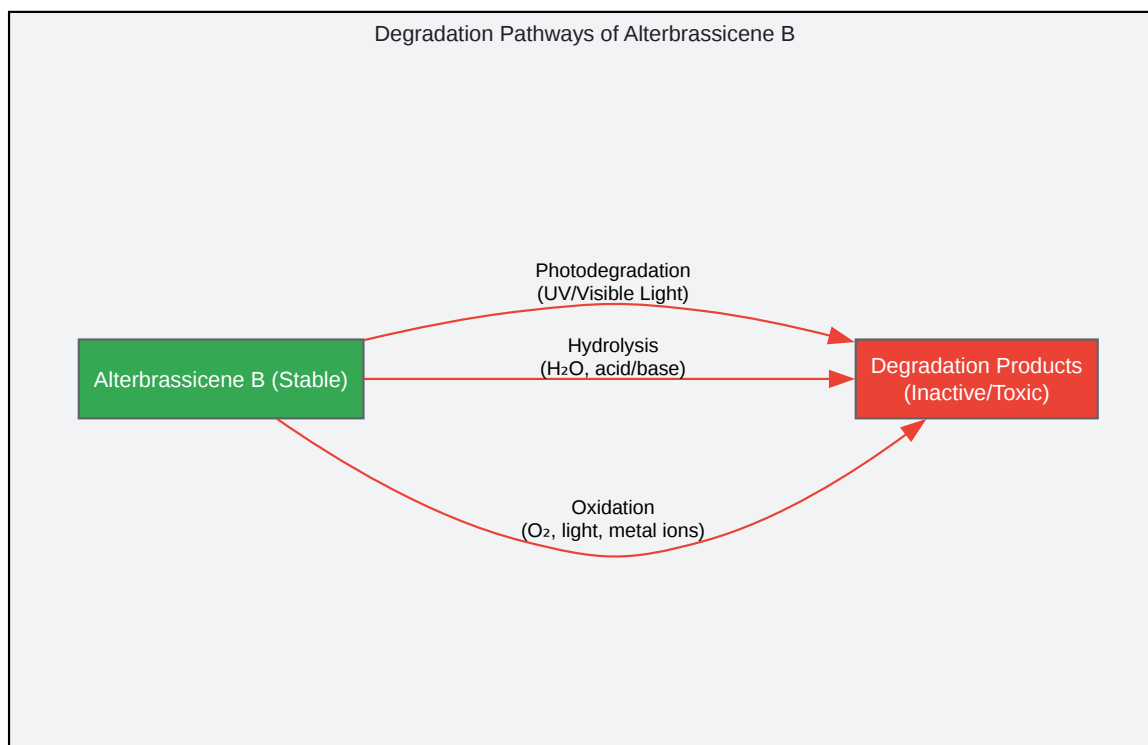 Degradation Pathways of Alterbrassicene B
Photodegradation
(UV/Visible Light)
Hydrolysis
(H₂O, acid/base)
Alterbrassicene B (Stable)
Degradation Products
(Inactive/Toxic)
Oxidation
(O₂, light, metal ions)